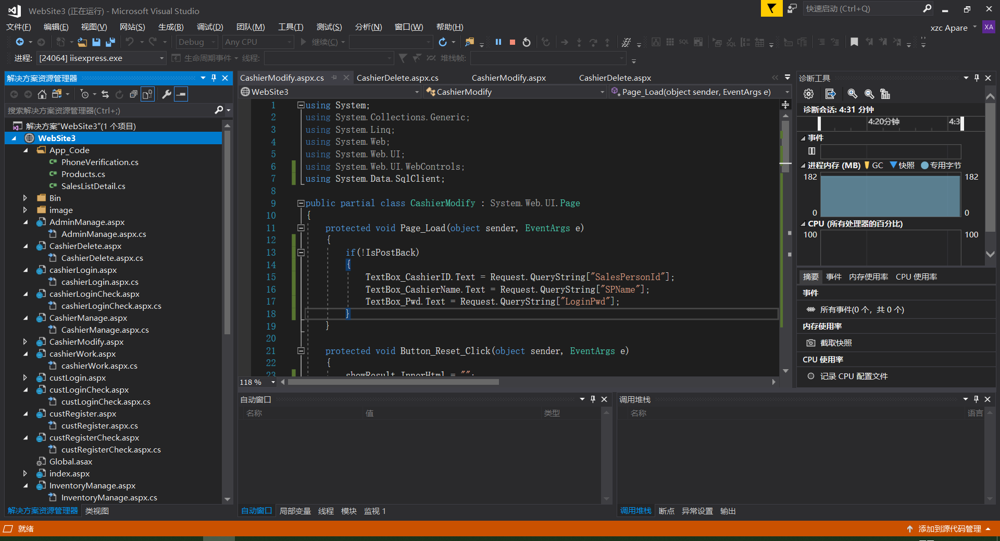 WebSite3 (正在运行) - Microsoft Visual Studio
快速启动 (Ctrl+Q)
文件(F) 编辑(E) 视图(V) 网站(S) 生成(B) 调试(D) 团队(M) 工具(T) 测试(S) 分析(N) 窗口(W) 帮助(H)
xzc Apare XA
Debug Any CPU 继续(C)
进程: [24064] iisexpress.exe 生命周期事件 线程: 堆栈帧:
解决方案资源管理器
搜索解决方案资源管理器(Ctrl+;)
解决方案"WebSite3"(1 个项目)
WebSite3
App_Code
PhoneVerification.cs
Products.cs
SalesListDetail.cs
Bin
image
AdminManage.aspx
AdminManage.aspx.cs
CashierDelete.aspx
CashierDelete.aspx.cs
cashierLogin.aspx
cashierLogin.aspx.cs
cashierLoginCheck.aspx
cashierLoginCheck.aspx.cs
CashierManage.aspx
CashierManage.aspx.cs
CashierModify.aspx
cashierWork.aspx
cashierWork.aspx.cs
custLogin.aspx
custLoginCheck.aspx
custLoginCheck.aspx.cs
custRegister.aspx
custRegister.aspx.cs
custRegisterCheck.aspx
custRegisterCheck.aspx.cs
Global.asax
index.aspx
InventoryManage.aspx
InventoryManage.aspx.cs
解决方案资源管理器 类视图
CashierModify.aspx.cs CashierDelete.aspx.cs CashierModify.aspx CashierDelete.aspx
WebSite3 CashierModify Page_Load(object sender, EventArgs e)
1 using System;
2 using System.Collections.Generic;
3 using System.Linq;
4 using System.Web;
5 using System.Web.UI;
6 using System.Web.UI.WebControls;
7 using System.Data.SqlClient;
8
9 public partial class CashierModify : System.Web.UI.Page
10 {
11 protected void Page_Load(object sender, EventArgs e)
12 {
13 if(!IsPostBack)
14 {
15 TextBox_CashierID.Text = Request.QueryString["SalesPersonId"];
16 TextBox_CashierName.Text = Request.QueryString["SPName"];
17 TextBox_Pwd.Text = Request.QueryString["LoginPwd"];
18 }
19 }
20
21 protected void Button_Reset_Click(object sender, EventArgs e)
22 {
23 showResult.InnerHtml = "";
118 %
自动窗口
名称 值 类型
自动窗口 局部变量 线程 模块 监视 1
调用堆栈
名称 语言
调用堆栈 断点 异常设置 输出
诊断工具
诊断会话: 4:31 分钟
4:20分钟 4:3
事件
进程内存 (MB) GC 快照 专用字节
182 182
0 0
CPU (所有处理器的百分比)
100 100
摘要 事件 内存使用率 CPU 使用率
事件
所有事件(0 个，共 0 个)
内存使用率
截取快照
CPU 使用率
记录 CPU 配置文件
就绪 添加到源代码管理